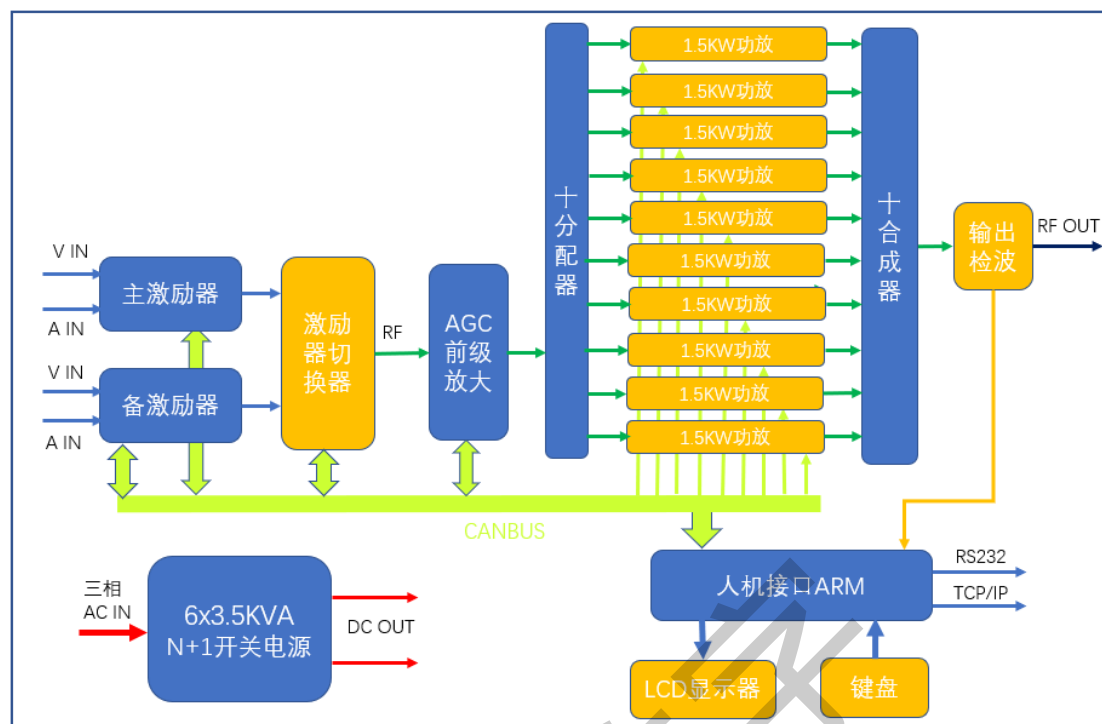 V IN
A IN
主激励器
V IN
A IN
备激励器
激励
器切
换器
RF
AGC
前级
放大
十分配器
1.5KW功放
1.5KW功放
1.5KW功放
1.5KW功放
1.5KW功放
1.5KW功放
1.5KW功放
1.5KW功放
1.5KW功放
1.5KW功放
十合成器
输出
检波
RF OUT
CANBUS
三相
AC IN
6x3.5KVA
N+1开关电源
DC OUT
人机接口ARM
RS232
TCP/IP
LCD显示器
键盘